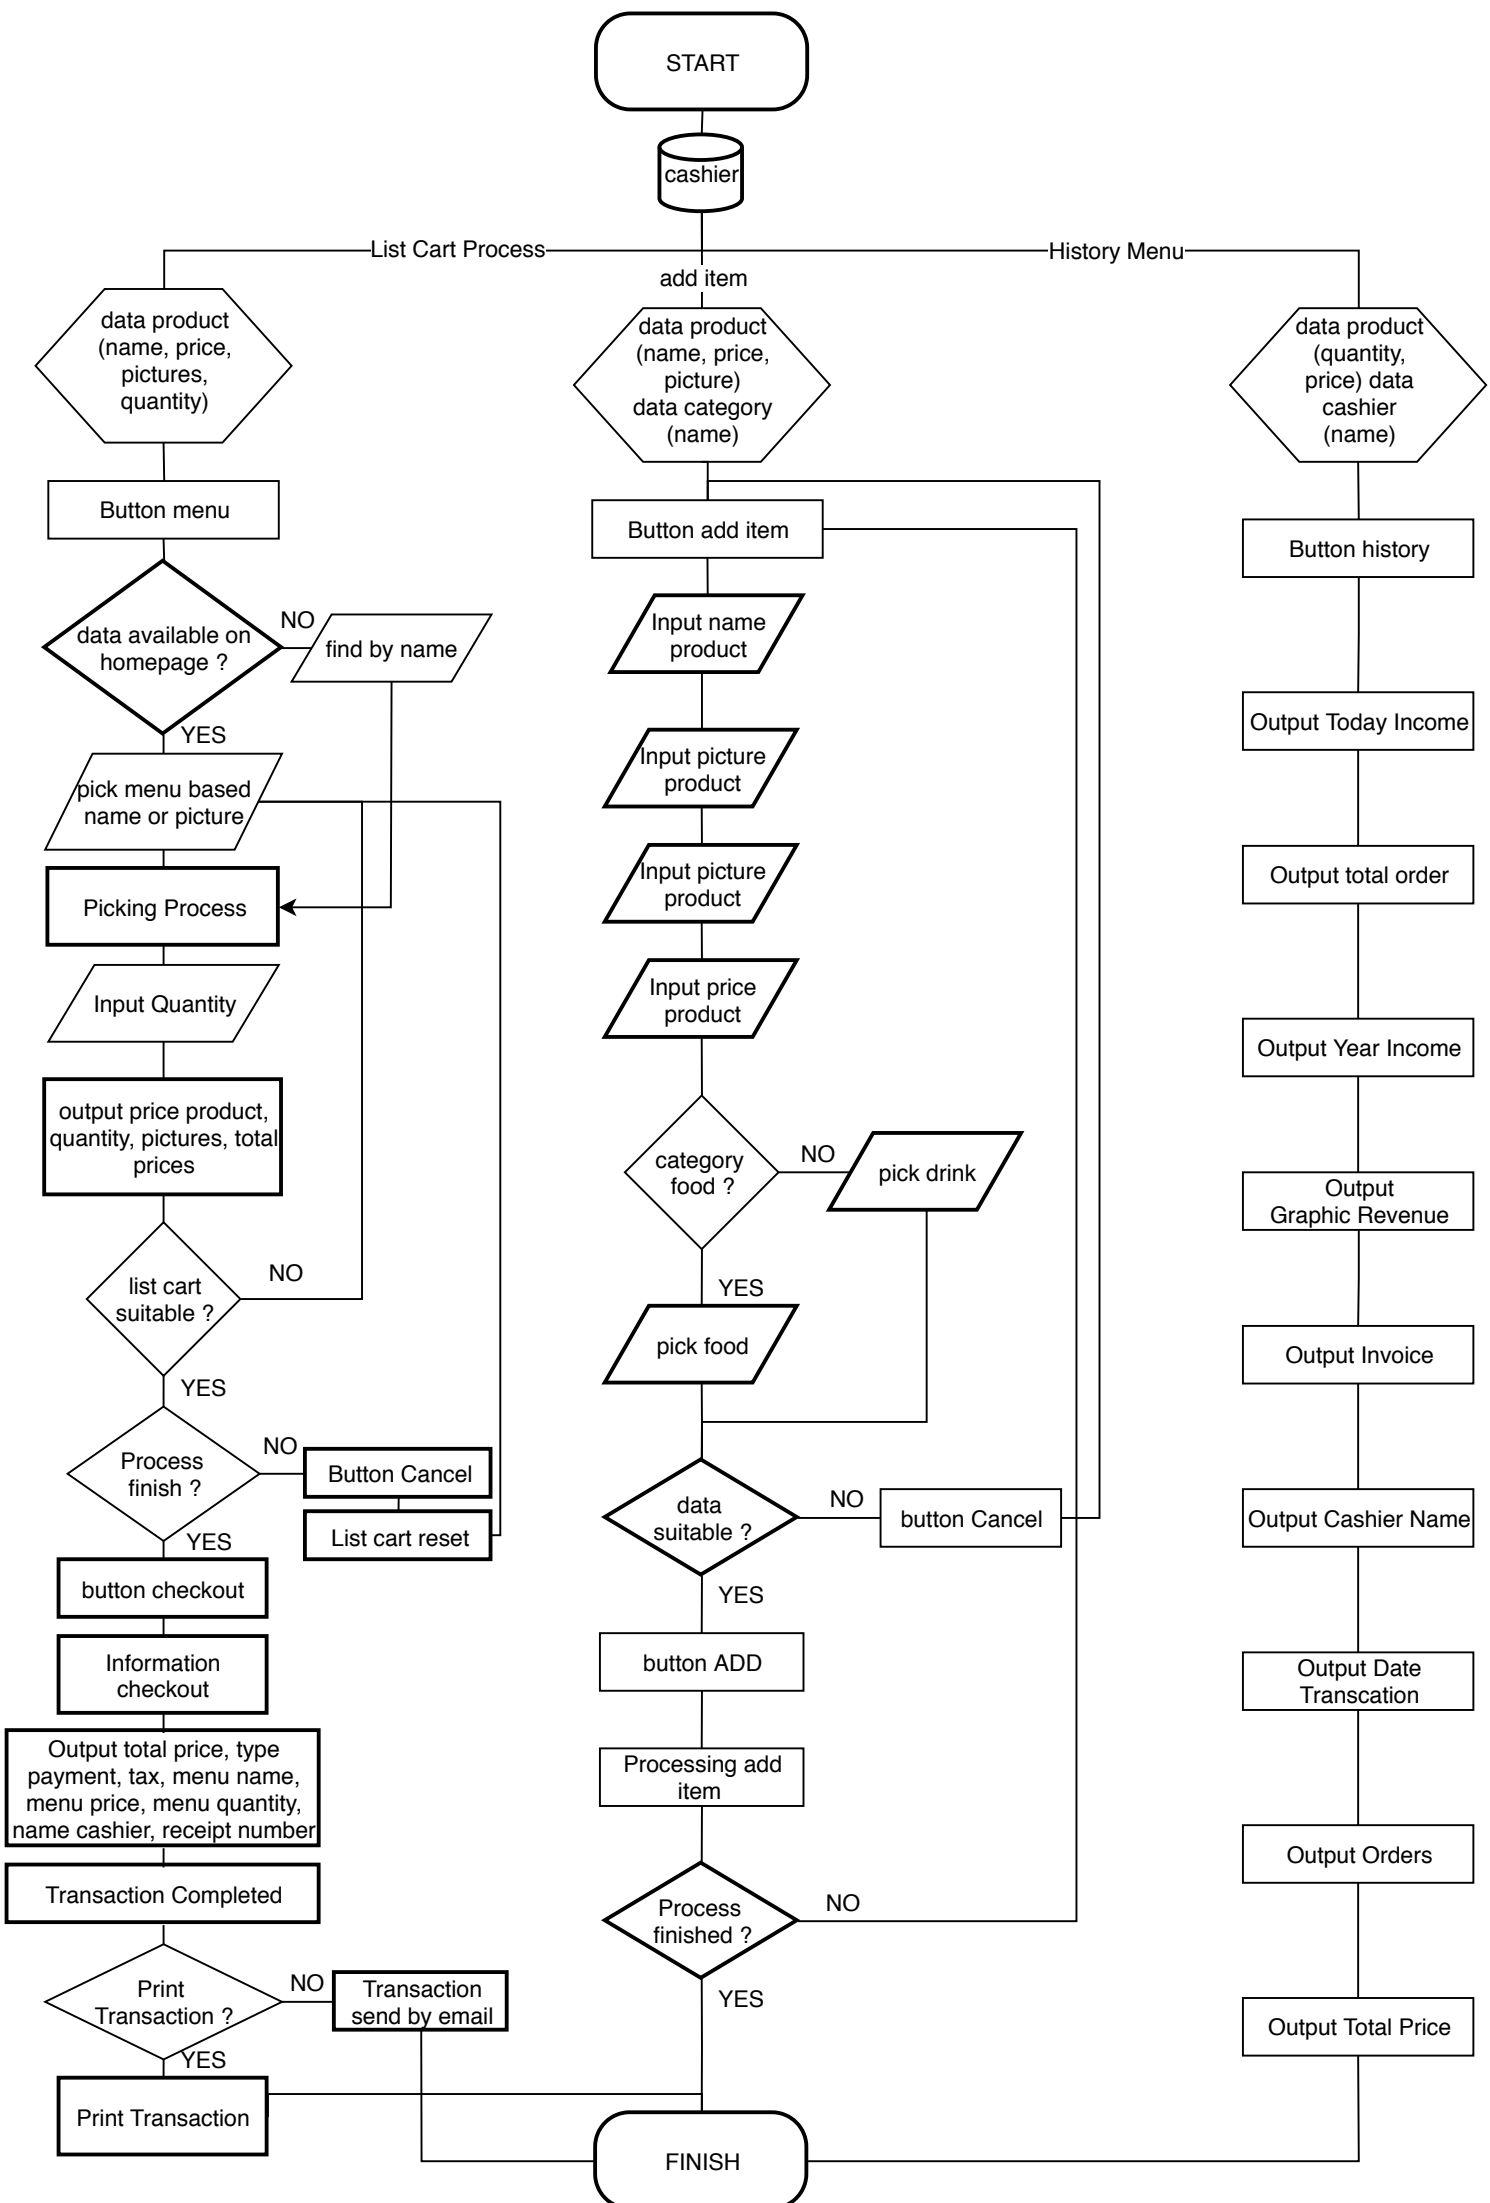 START
cashier
List Cart Process
add item
History Menu
data product
(name, price,
pictures,
quantity)
Button menu
data available on
homepage ?
NO
find by name
YES
pick menu based
name or picture
Picking Process
Input Quantity
output price product,
quantity, pictures, total
prices
list cart
suitable ?
NO
YES
Process
finish ?
NO
Button Cancel
List cart reset
YES
button checkout
Information
checkout
Output total price, type
payment, tax, menu name,
menu price, menu quantity,
name cashier, receipt number
Transaction Completed
Print
Transaction ?
NO
Transaction
send by email
YES
Print Transaction
data product
(name, price,
picture)
data category
(name)
Button add item
Input name
product
Input picture
product
Input picture
product
Input price
product
category
food ?
NO
pick drink
YES
pick food
data
suitable ?
NO
button Cancel
YES
button ADD
Processing add
item
Process
finished ?
NO
YES
data product
(quantity,
price) data
cashier
(name)
Button history
Output Today Income
Output total order
Output Year Income
Output
Graphic Revenue
Output Invoice
Output Cashier Name
Output Date
Transcation
Output Orders
Output Total Price
FINISH